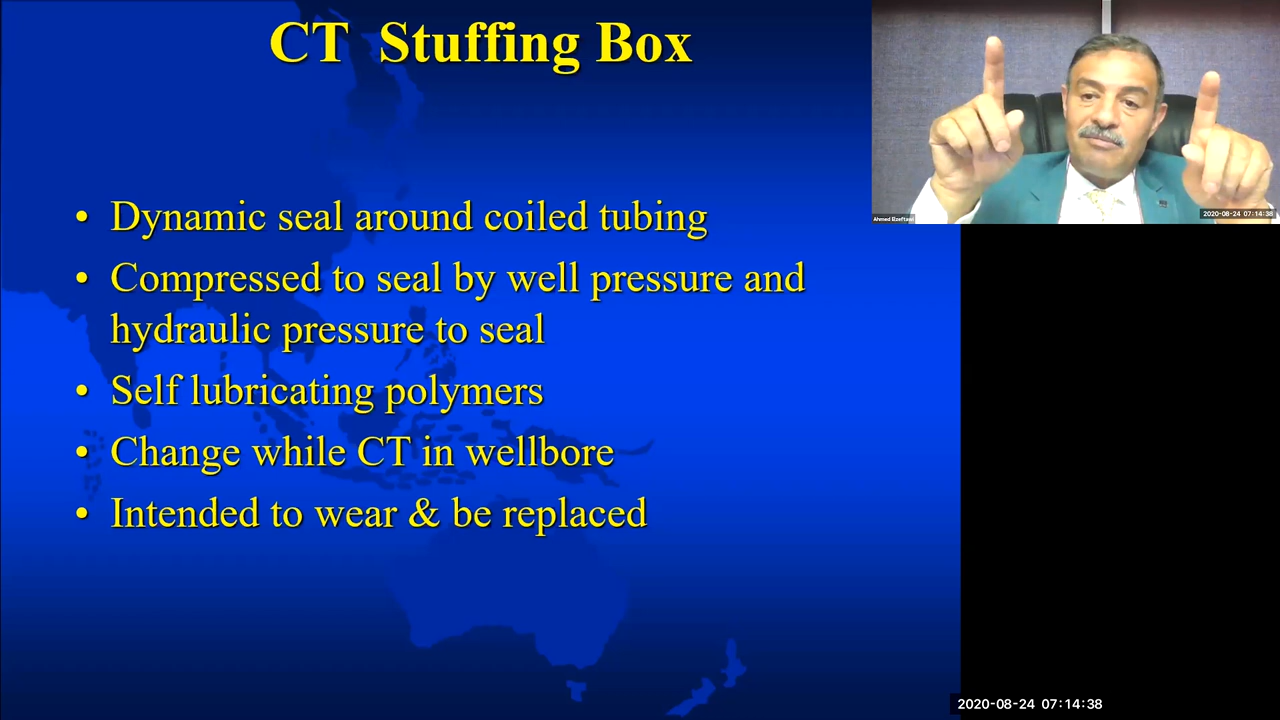 CT Stuffing Box
• Dynamic seal around coiled tubing
• Compressed to seal by well pressure and
hydraulic pressure to seal
• Self lubricating polymers
• Change while CT in wellbore
• Intended to wear & be replaced
Ahmed Elzeftawi
2020-08-24 07:14:38
2020-08-24 07:14:38